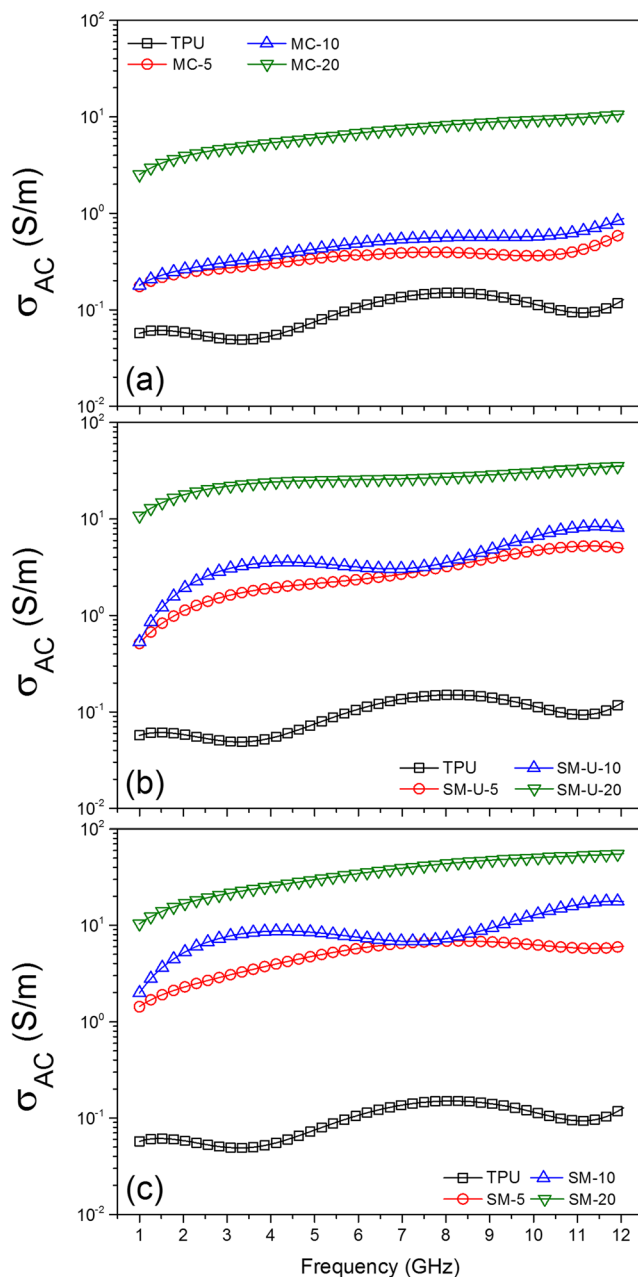 10²
TPU MC-10
MC-5 MC-20
10¹
10⁰
10⁻¹
10⁻²
σAC (S/m)
(a)
10²
10¹
10⁰
10⁻¹
10⁻²
σAC (S/m)
(b)
TPU SM-U-10
SM-U-5 SM-U-20
10²
10¹
10⁰
10⁻¹
10⁻²
σAC (S/m)
(c)
TPU SM-10
SM-5 SM-20
1 2 3 4 5 6 7 8 9 10 11 12
Frequency (GHz)